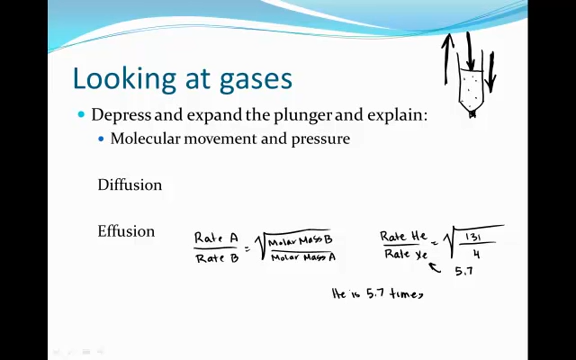 Looking at gases
Depress and expand the plunger and explain:
Molecular movement and pressure
Diffusion
Effusion
Rate A / Rate B = √ Molar Mass B / Molar Mass A
Rate He / Rate Xe = √ 131 / 4
5.7
He is 5.7 times